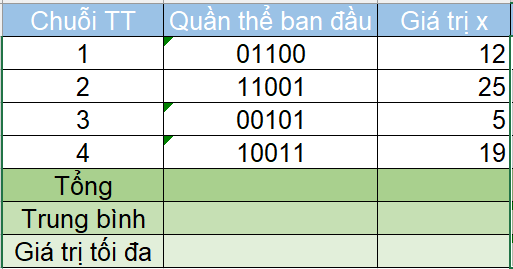 Chuỗi TT Quần thể ban đầu Giá trị x
1 01100 12
2 11001 25
3 00101 5
4 10011 19
Tổng
Trung bình
Giá trị tối đa